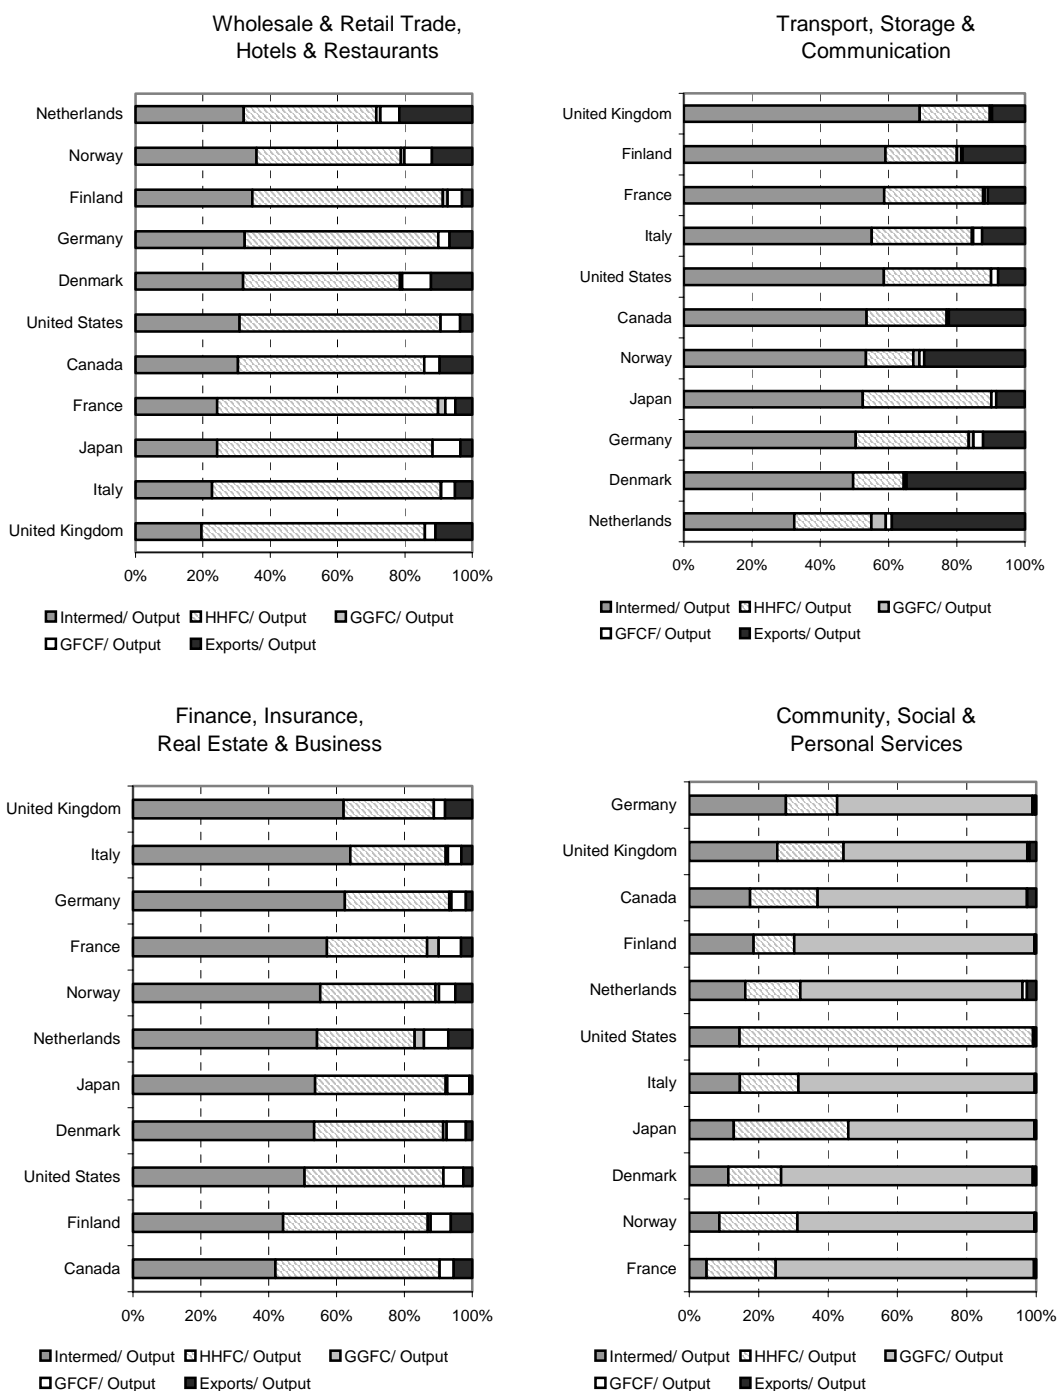 Wholesale & Retail Trade,
Hotels & Restaurants
Netherlands
Norway
Finland
Germany
Denmark
United States
Canada
France
Japan
Italy
United Kingdom
0% 20% 40% 60% 80% 100%
Intermed/ Output HHFC/ Output GGFC/ Output
GFCF/ Output Exports/ Output
Transport, Storage &
Communication
United Kingdom
Finland
France
Italy
United States
Canada
Norway
Japan
Germany
Denmark
Netherlands
0% 20% 40% 60% 80% 100%
Intermed/ Output HHFC/ Output GGFC/ Output
GFCF/ Output Exports/ Output
Finance, Insurance,
Real Estate & Business
United Kingdom
Italy
Germany
France
Norway
Netherlands
Japan
Denmark
United States
Finland
Canada
0% 20% 40% 60% 80% 100%
Intermed/ Output HHFC/ Output GGFC/ Output
GFCF/ Output Exports/ Output
Community, Social &
Personal Services
Germany
United Kingdom
Canada
Finland
Netherlands
United States
Italy
Japan
Denmark
Norway
France
0% 20% 40% 60% 80% 100%
Intermed/ Output HHFC/ Output GGFC/ Output
GFCF/ Output Exports/ Output